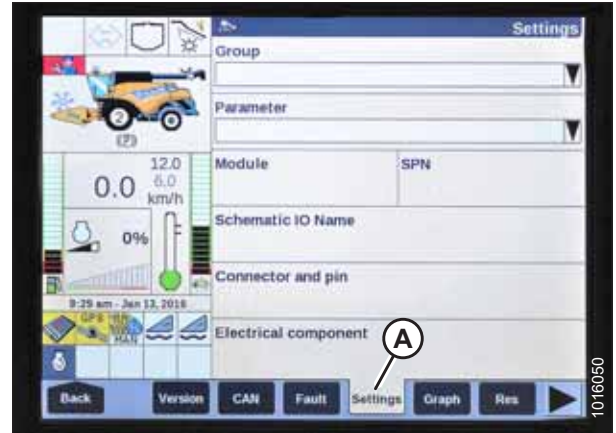 Settings
Group
Parameter
2
(P)
12.0
6.0
0.0 km/h
Module SPN
0%
Schematic IO Name
Connector and pin
9:29 am - Jan 13, 2016
GPS
MAN
Electrical component
A
Back Version CAN Fault Settings Graph Res
1016050